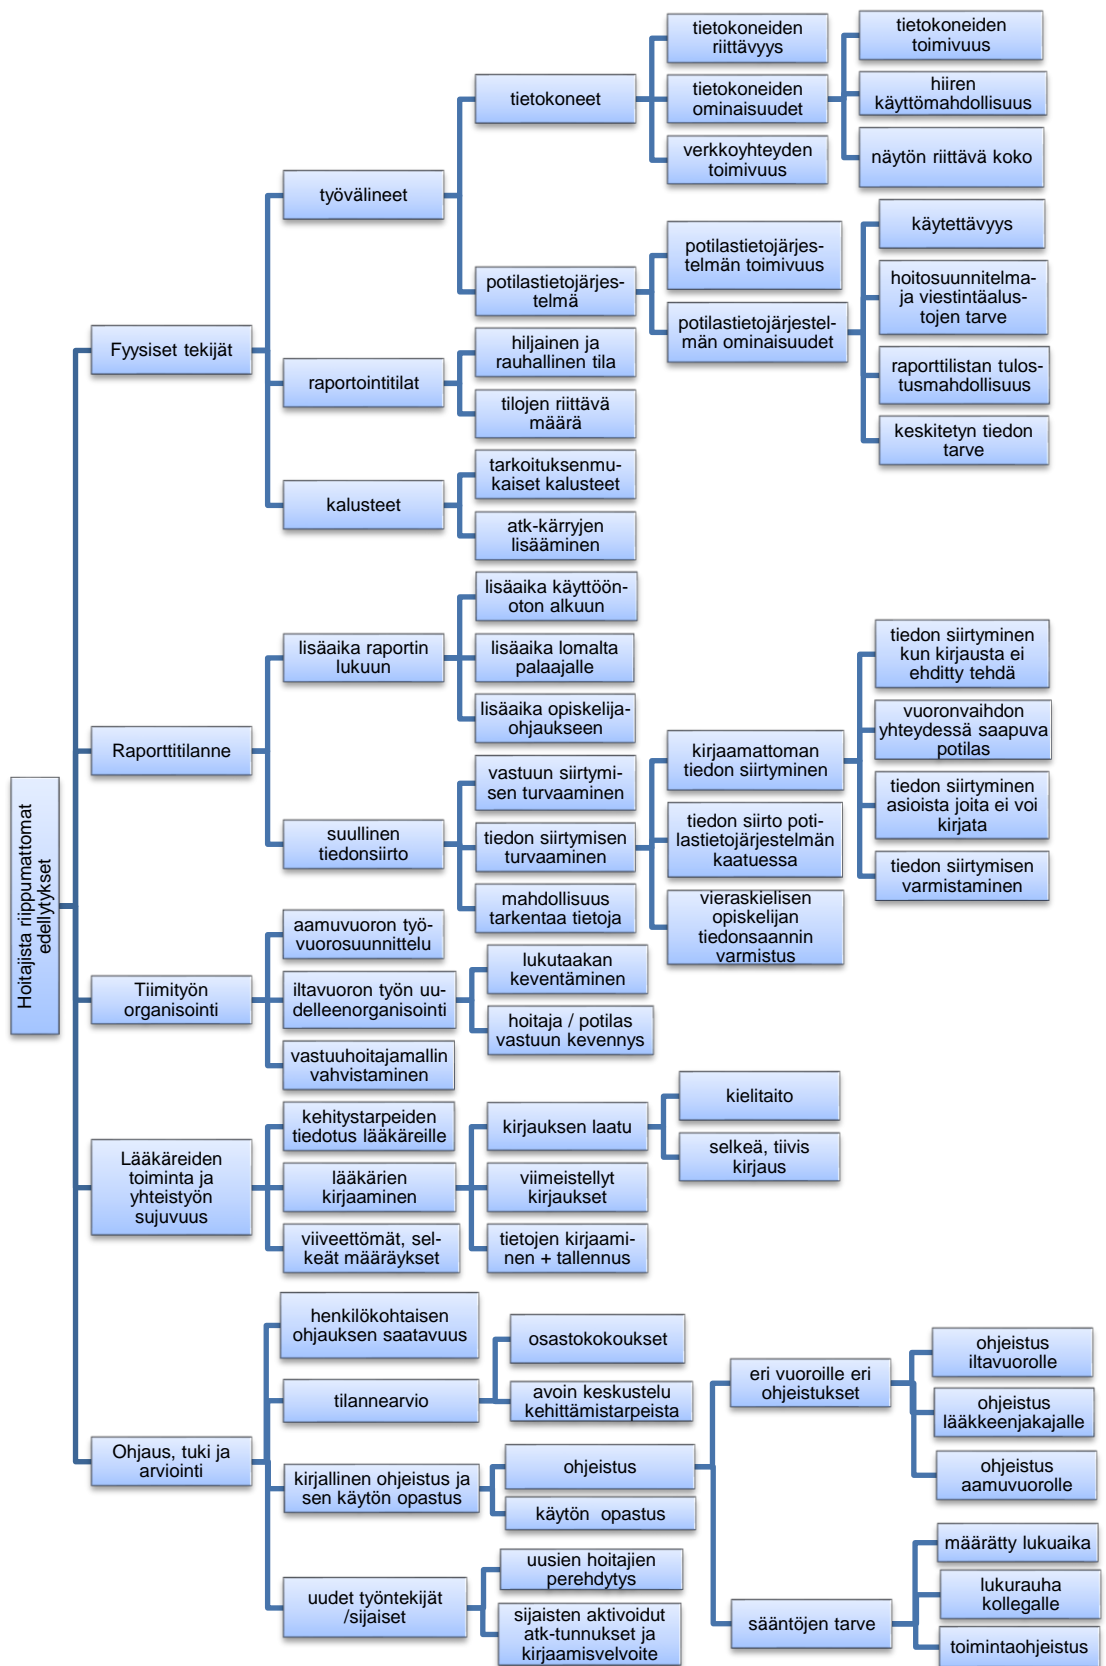 Hoitajista riippumattomat
edellytykset
Fyysiset tekijät
työvälineet
tietokoneet
tietokoneiden
riittävyys
tietokoneiden
ominaisuudet
tietokoneiden
toimivuus
hiiren
käyttömahdollisuus
näytön riittävä koko
verkkoyhteyden
toimivuus
potilastietojärjes-
telmä
potilastietojärjes-
telmän toimivuus
potilastietojärjestel-
män ominaisuudet
käytettävyys
hoitosuunnitelma-
ja viestintäalus-
tojen tarve
raporttilistan tulos-
tusmahdollisuus
keskitetyn tiedon
tarve
raportointitilat
hiljainen ja
rauhallinen tila
tilojen riittävä
määrä
kalusteet
tarkoituksenmu-
kaiset kalusteet
atk-kärryjen
lisääminen
Raporttitilanne
lisäaika raportin
lukuun
lisäaika käyttöön-
oton alkuun
lisäaika lomalta
palaajalle
lisäaika opiskelija-
ohjaukseen
suullinen
tiedonsiirto
vastuun siirtymi-
sen turvaaminen
tiedon siirtymisen
turvaaminen
kirjaamattoman
tiedon siirtyminen
tiedon siirtyminen
kun kirjausta ei
ehditty tehdä
vuoronvaihdon
yhteydessä saapuva
potilas
tiedon siirtyminen
asioista joita ei voi
kirjata
tiedon siirtymisen
varmistaminen
tiedon siirto poti-
lastietojärjestelmän
kaatuessa
vieraskielisen
opiskelijan
tiedonsaannin
varmistus
mahdollisuus
tarkentaa tietoja
Tiimityön
organisointi
aamuvuoron työ-
vuorosuunnittelu
iltavuoron työn uu-
delleenorganisointi
lukutaakan
keventäminen
hoitaja / potilas
vastuun kevennys
vastuuhoitajamallin
vahvistaminen
Lääkäreiden
toiminta ja
yhteistyön
sujuvuus
kehitystarpeiden
tiedotus lääkäreille
lääkärien
kirjaaminen
kirjauksen laatu
kielitaito
selkeä, tiivis
kirjaus
viimeistellyt
kirjaukset
tietojen kirjaami-
nen + tallennus
viiveettömät, sel-
keät määräykset
Ohjaus, tuki ja
arviointi
henkilökohtaisen
ohjauksen saatavuus
tilannearvio
osastokokoukset
avoin keskustelu
kehittämistarpeista
kirjallinen ohjeistus ja
sen käytön opastus
ohjeistus
eri vuoroille eri
ohjeistukset
ohjeistus
iltavuorolle
ohjeistus
lääkkeenjakajalle
ohjeistus
aamuvuorolle
sääntöjen tarve
määrätty lukuaika
lukurauha
kollegalle
toimintaohjeistus
käytön opastus
uudet työntekijät
/sijaiset
uusien hoitajien
perehdytys
sijaisten aktivoidut
atk-tunnukset ja
kirjaamisvelvoite